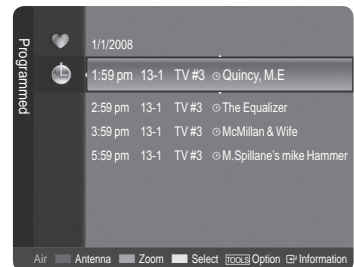 Programmed
1/1/2008
1:59 pm 13-1 TV #3 Quincy, M.E
2:59 pm 13-1 TV #3 The Equalizer
3:59 pm 13-1 TV #3 McMillan & Wife
5:59 pm 13-1 TV #3 M.Spillane's mike Hammer
Air Antenna Zoom Select TOOLS Option Information